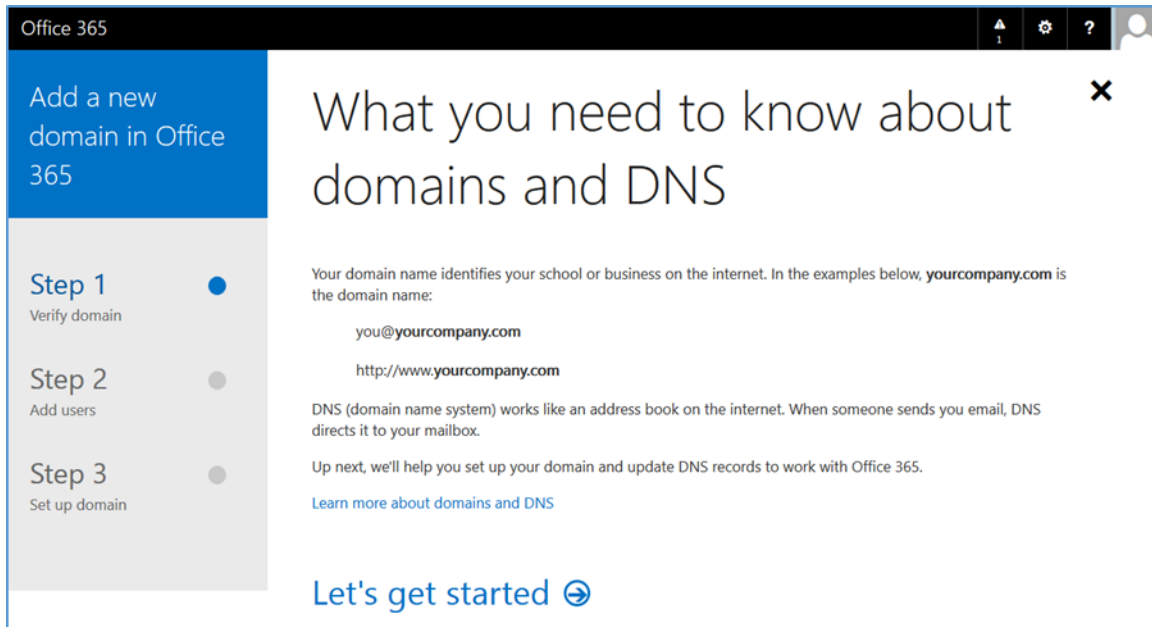 Office 365
1
?
Add a new
domain in Office
365
Step 1
Verify domain
Step 2
Add users
Step 3
Set up domain
What you need to know about
domains and DNS
Your domain name identifies your school or business on the internet. In the examples below, yourcompany.com is
the domain name:
you@yourcompany.com
http://www.yourcompany.com
DNS (domain name system) works like an address book on the internet. When someone sends you email, DNS
directs it to your mailbox.
Up next, we'll help you set up your domain and update DNS records to work with Office 365.
Learn more about domains and DNS
Let's get started